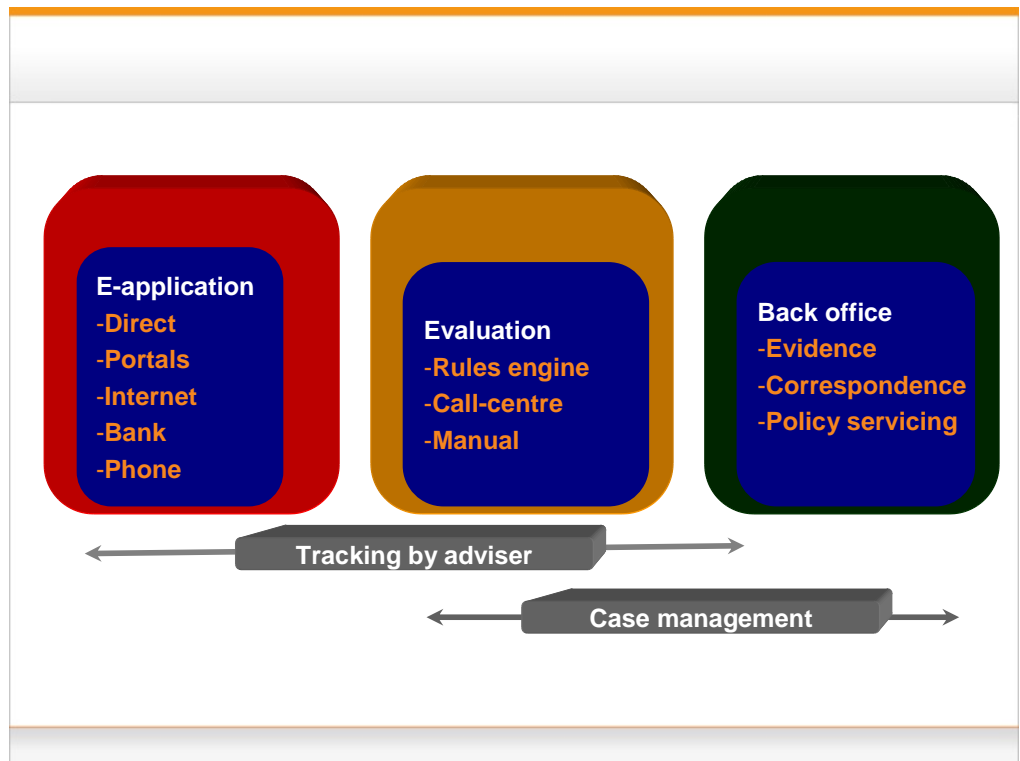 E-application
-Direct
-Portals
-Internet
-Bank
-Phone
Evaluation
-Rules engine
-Call-centre
-Manual
Back office
-Evidence
-Correspondence
-Policy servicing
Tracking by adviser
Case management